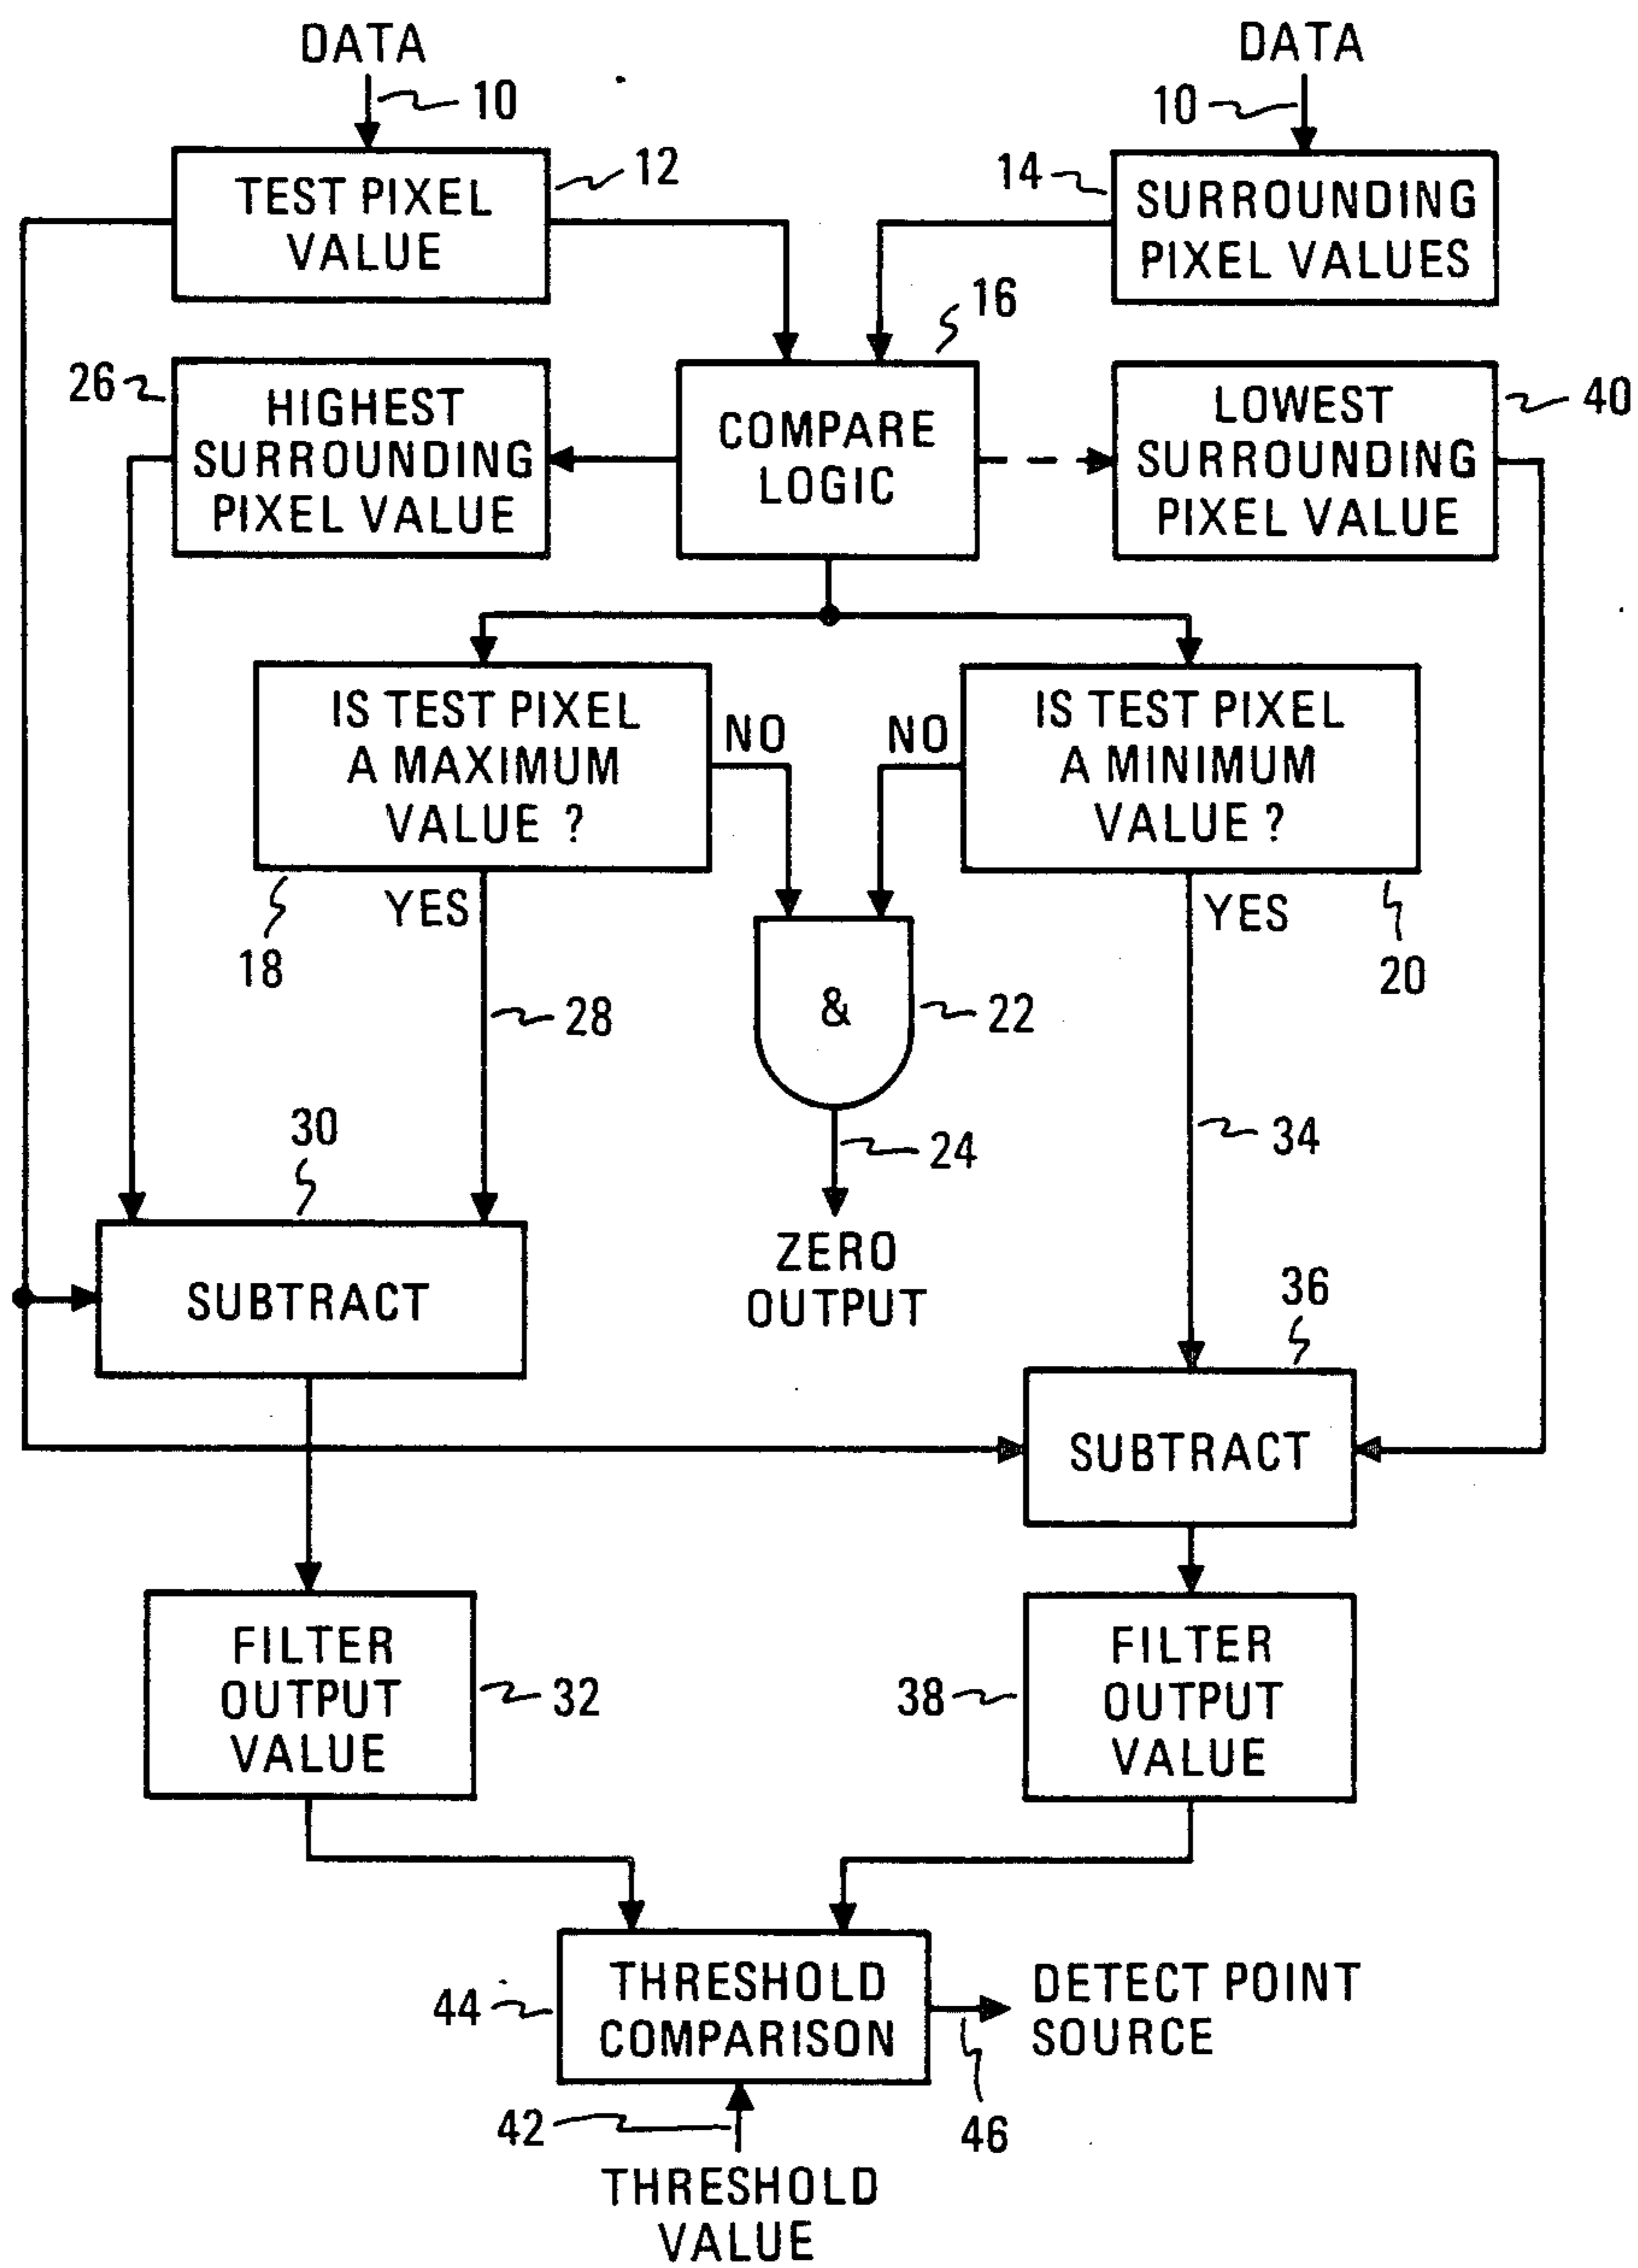 DATA
DATA
10
10
12
TEST PIXEL
VALUE
14
SURROUNDING
PIXEL VALUES
16
26
HIGHEST
SURROUNDING
PIXEL VALUE
COMPARE
LOGIC
LOWEST
SURROUNDING
PIXEL VALUE
40
IS TEST PIXEL
A MAXIMUM
VALUE ?
NO
NO
IS TEST PIXEL
A MINIMUM
VALUE ?
18
YES
YES
20
28
&
22
30
24
34
ZERO
OUTPUT
SUBTRACT
36
SUBTRACT
FILTER
OUTPUT
VALUE
32
38
FILTER
OUTPUT
VALUE
44
THRESHOLD
COMPARISON
DETECT POINT
SOURCE
42
46
THRESHOLD
VALUE